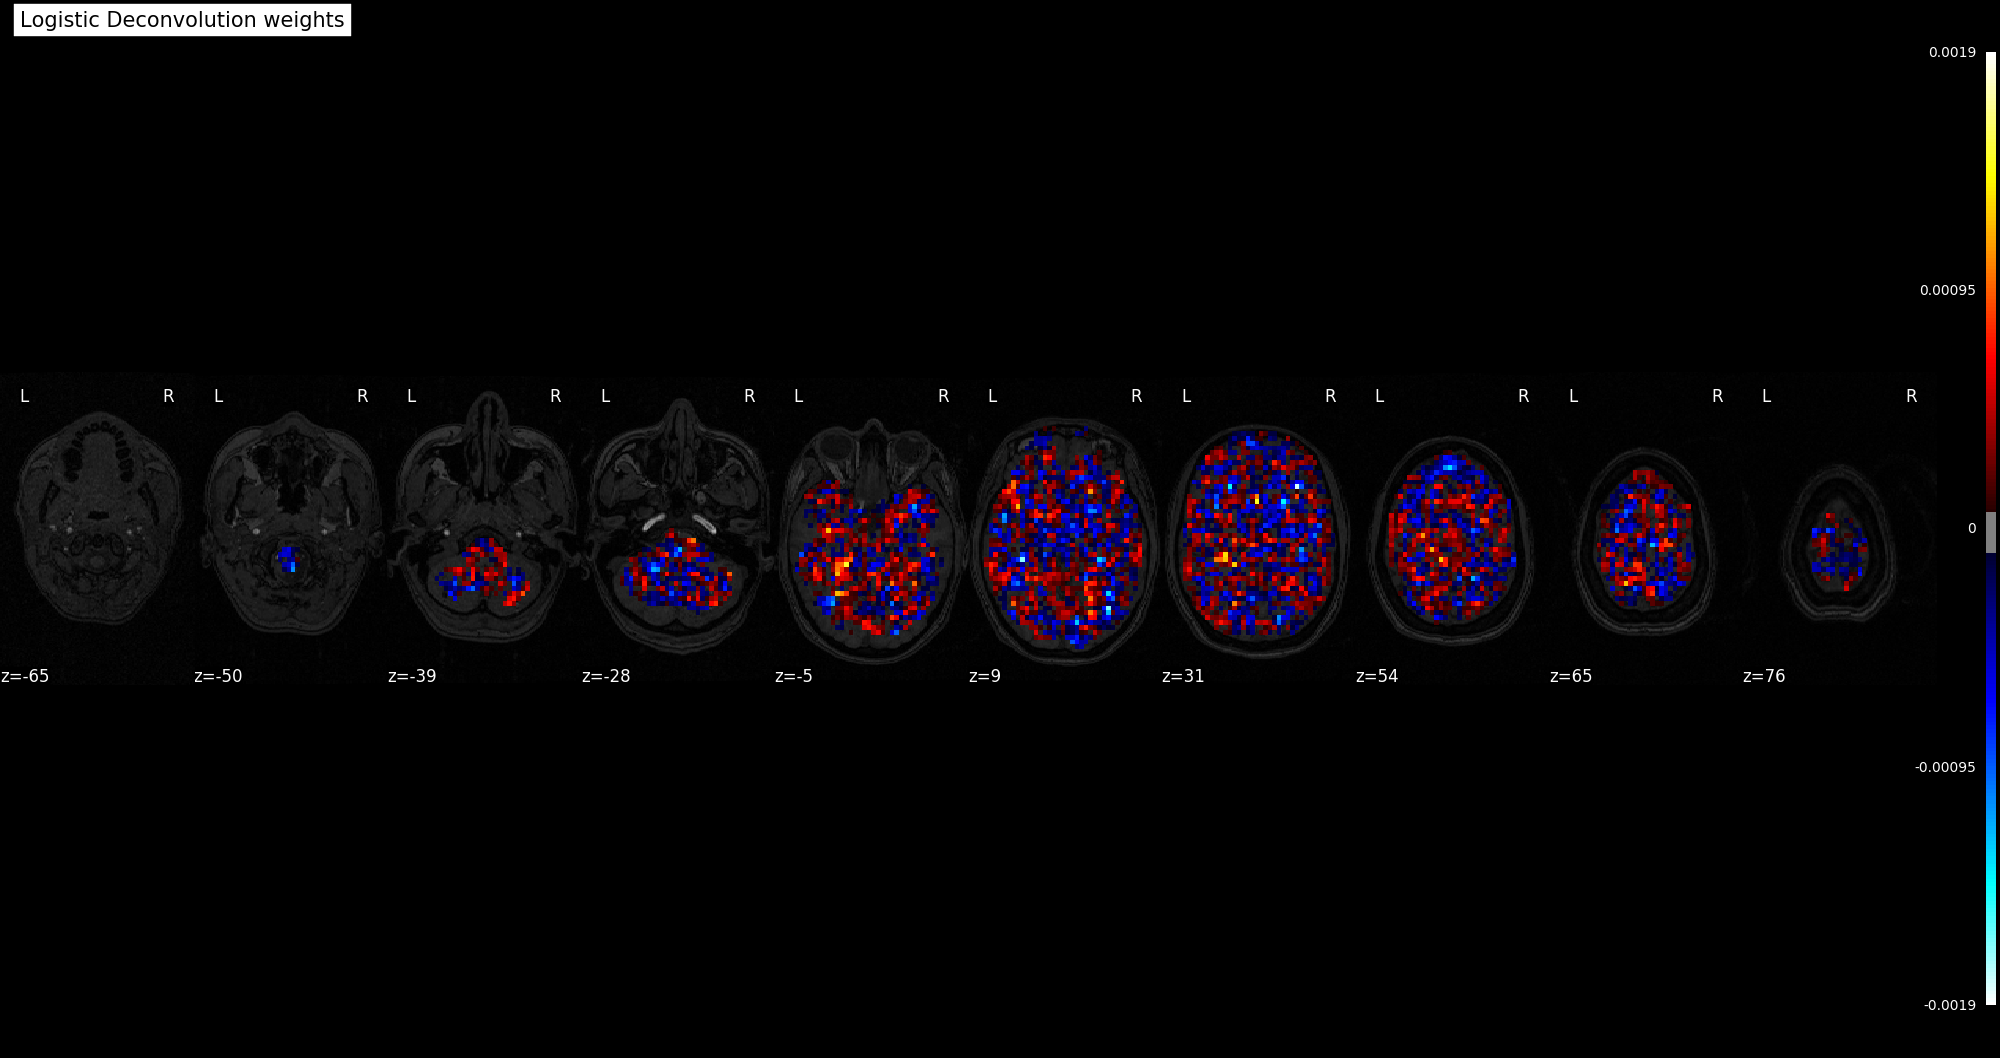 Logistic Deconvolution weights
0.0019
0.00095
0
-0.00095
-0.0019
L R L R L R L R L R L R L R L R L R L R
z=-65 z=-50 z=-39 z=-28 z=-5 z=9 z=31 z=54 z=65 z=76